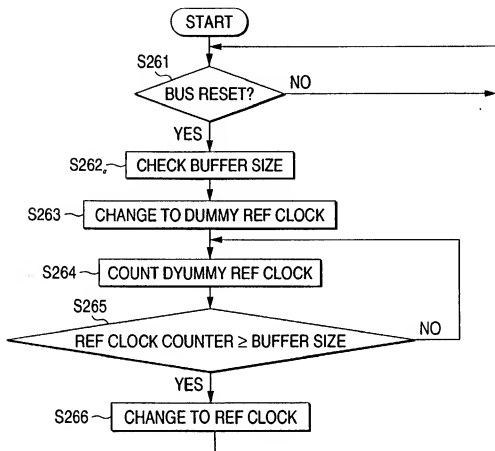 START
S261
BUS RESET?
NO
YES
S262
CHECK BUFFER SIZE
S263
CHANGE TO DUMMY REF CLOCK
S264
COUNT DYUMMY REF CLOCK
S265
REF CLOCK COUNTER ≥ BUFFER SIZE
NO
YES
S266
CHANGE TO REF CLOCK